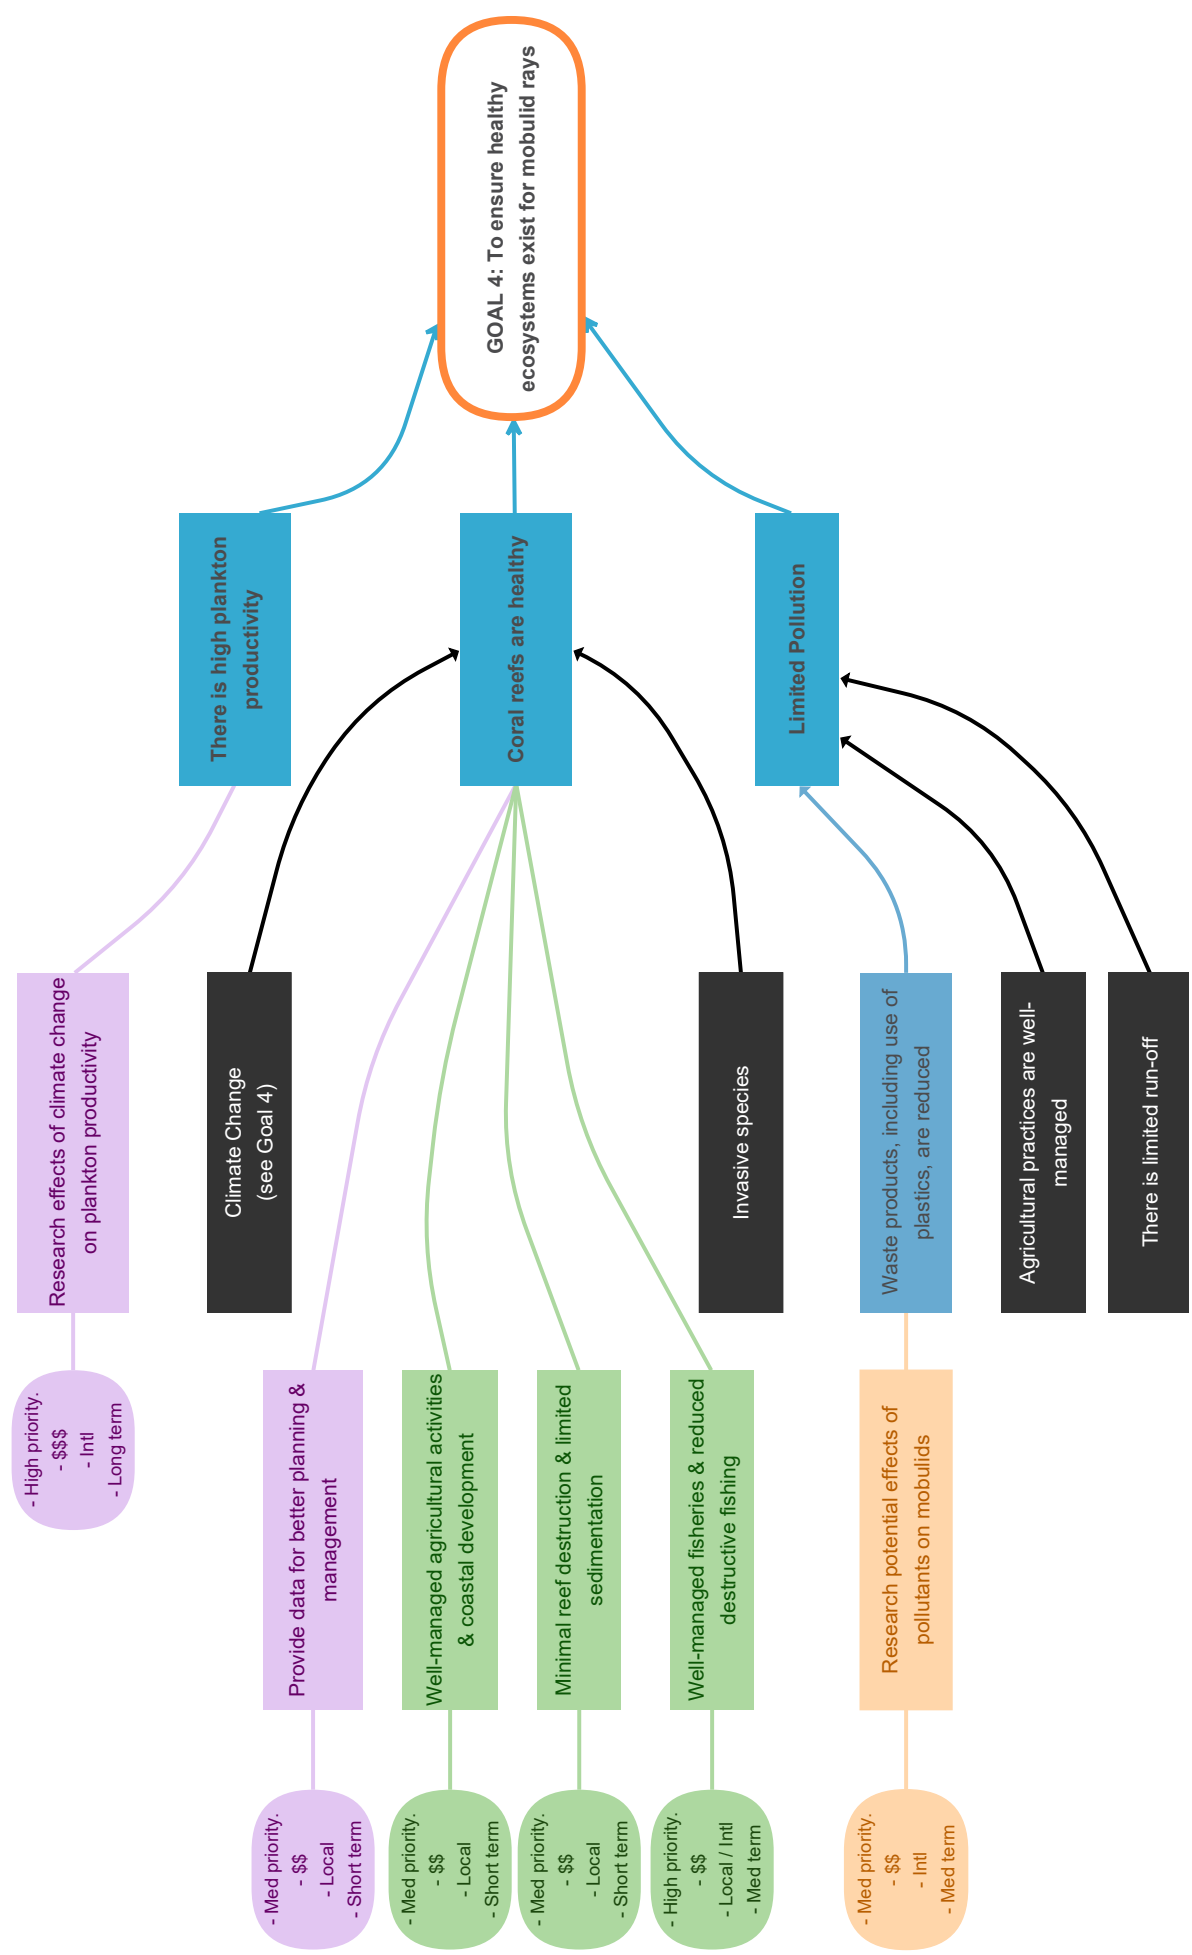 GOAL 4: To ensure healthy
ecosystems exist for mobulid rays
There is high plankton
productivity
Coral reefs are healthy
Limited Pollution
Research effects of climate change
on plankton productivity
Climate Change
(see Goal 4)
Invasive species
Waste products, including use of
plastics, are reduced
Agricultural practices are well-
managed
There is limited run-off
- High priority.
- $$$
- Intl
- Long term
Provide data for better planning &
management
Well-managed agricultural activities
& coastal development
Minimal reef destruction & limited
sedimentation
Well-managed fisheries & reduced
destructive fishing
Research potential effects of
pollutants on mobulids
- Med priority.
- $$
- Local
- Short term
- Med priority.
- $$
- Local
- Short term
- Med priority.
- $$
- Local
- Short term
- High priority.
- $$
- Local / Intl
- Med term
- Med priority.
- $$
- Intl
- Med term